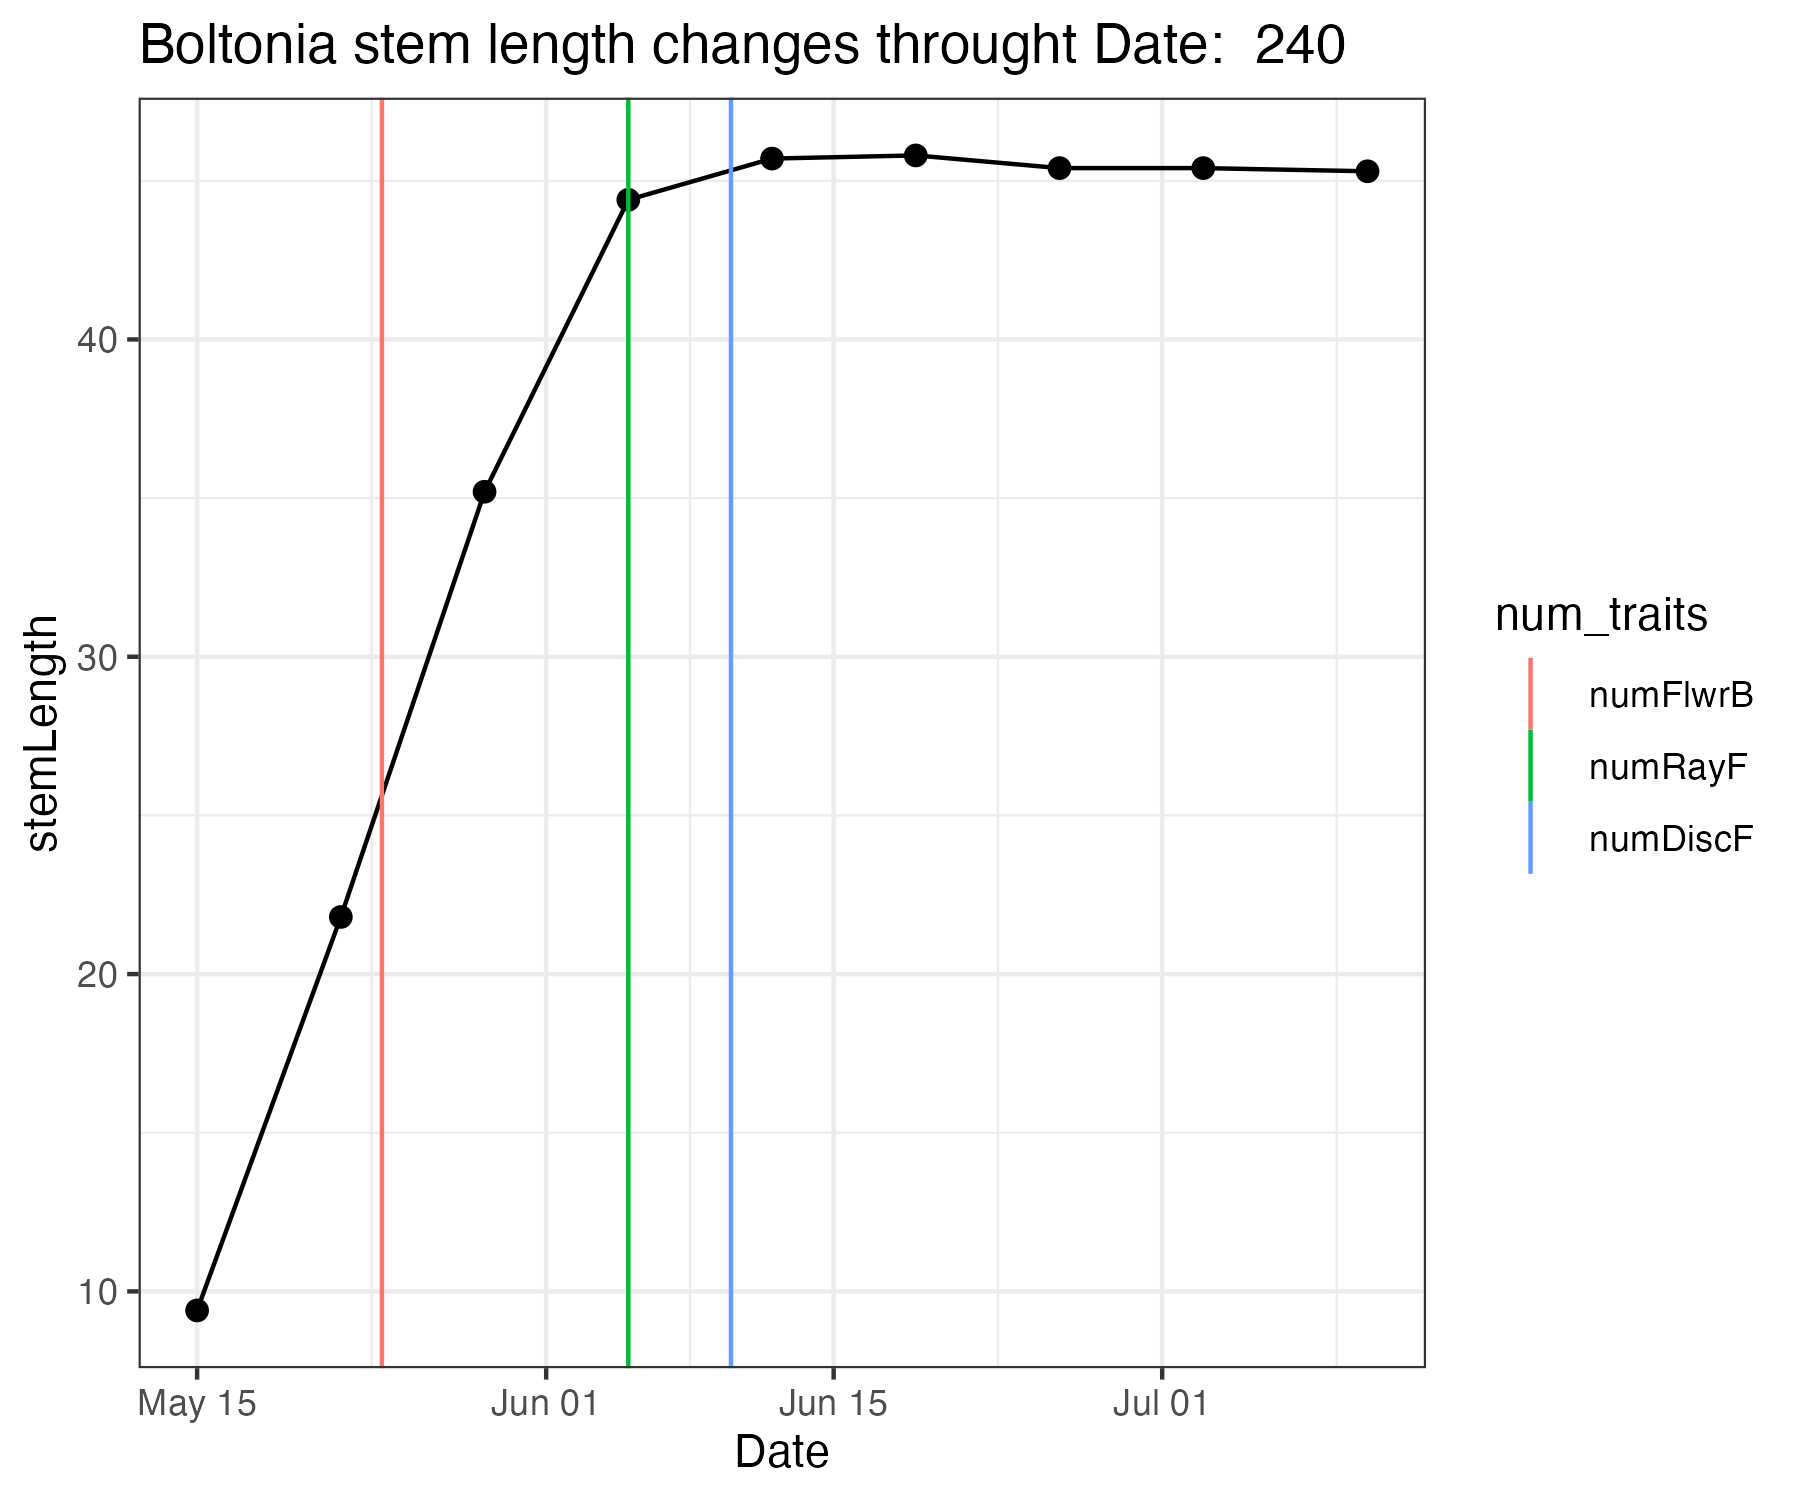 Boltonia stem length changes throught Date:  240
stemLength
40
30
20
10
May 15
Jun 01
Jun 15
Jul 01
Date
num_traits
numFlwrB
numRayF
numDiscF